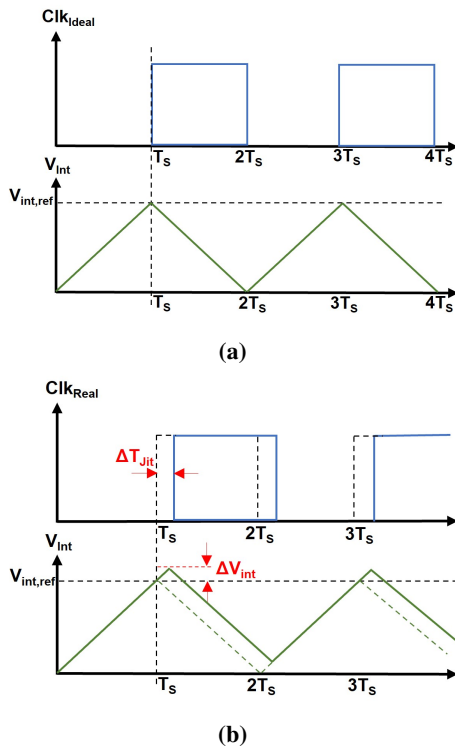 Clk_Ideal
T_S 2T_S 3T_S 4T_S
V_Int
V_int,ref
T_S 2T_S 3T_S 4T_S
(a)
Clk_Real
ΔT_Jit
T_S 2T_S 3T_S
V_Int
V_int,ref
ΔV_int
T_S 2T_S 3T_S
(b)